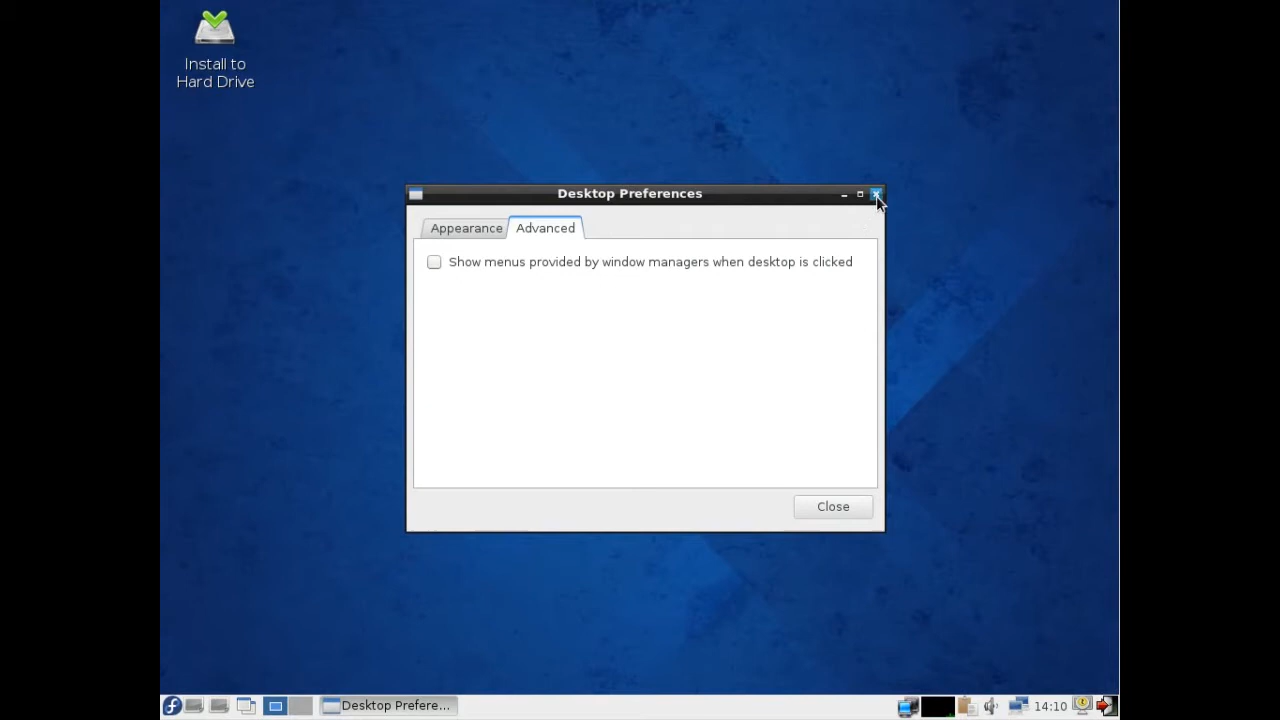 Install to
Hard Drive
Desktop Preferences
Appearance
Advanced
Show menus provided by window managers when desktop is clicked
Close
Desktop Prefere...
14:10